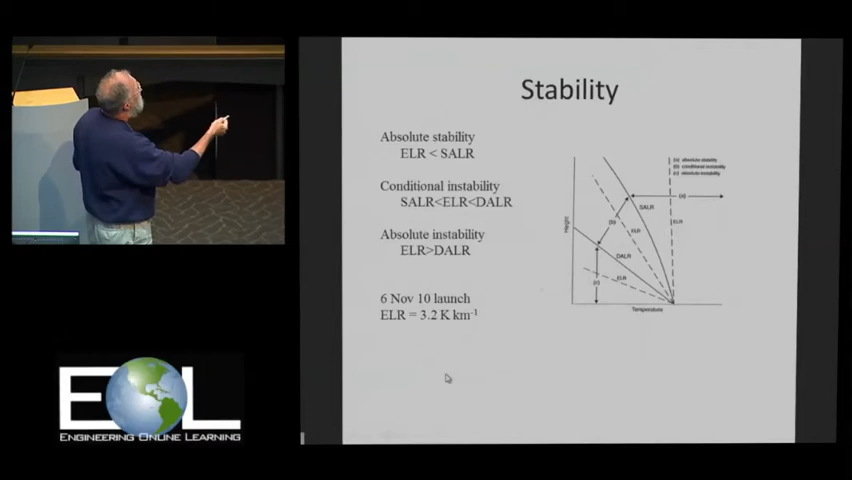 Stability
Absolute stability
ELR < SALR
Conditional instability
SALR<ELR<DALR
Absolute instability
ELR>DALR
6 Nov 10 launch
ELR = 3.2 K km⁻¹
(a) absolute stability
(b) conditional instability
(c) absolute instability
(a)
SALR
(b)
ELR
ELR
Height
DALR
ELR
(c)
Temperature
EOL
ENGINEERING ONLINE LEARNING